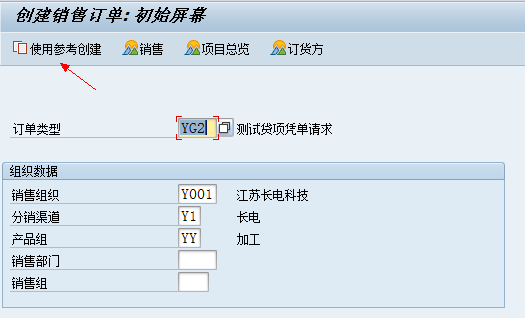 创建销售订单:初始屏幕
使用参考创建 销售 项目总览 订货方
订单类型 YG2 测试贷项凭单请求
组织数据
销售组织 Y001 江苏长电科技
分销渠道 Y1 长电
产品组 YY 加工
销售部门
销售组